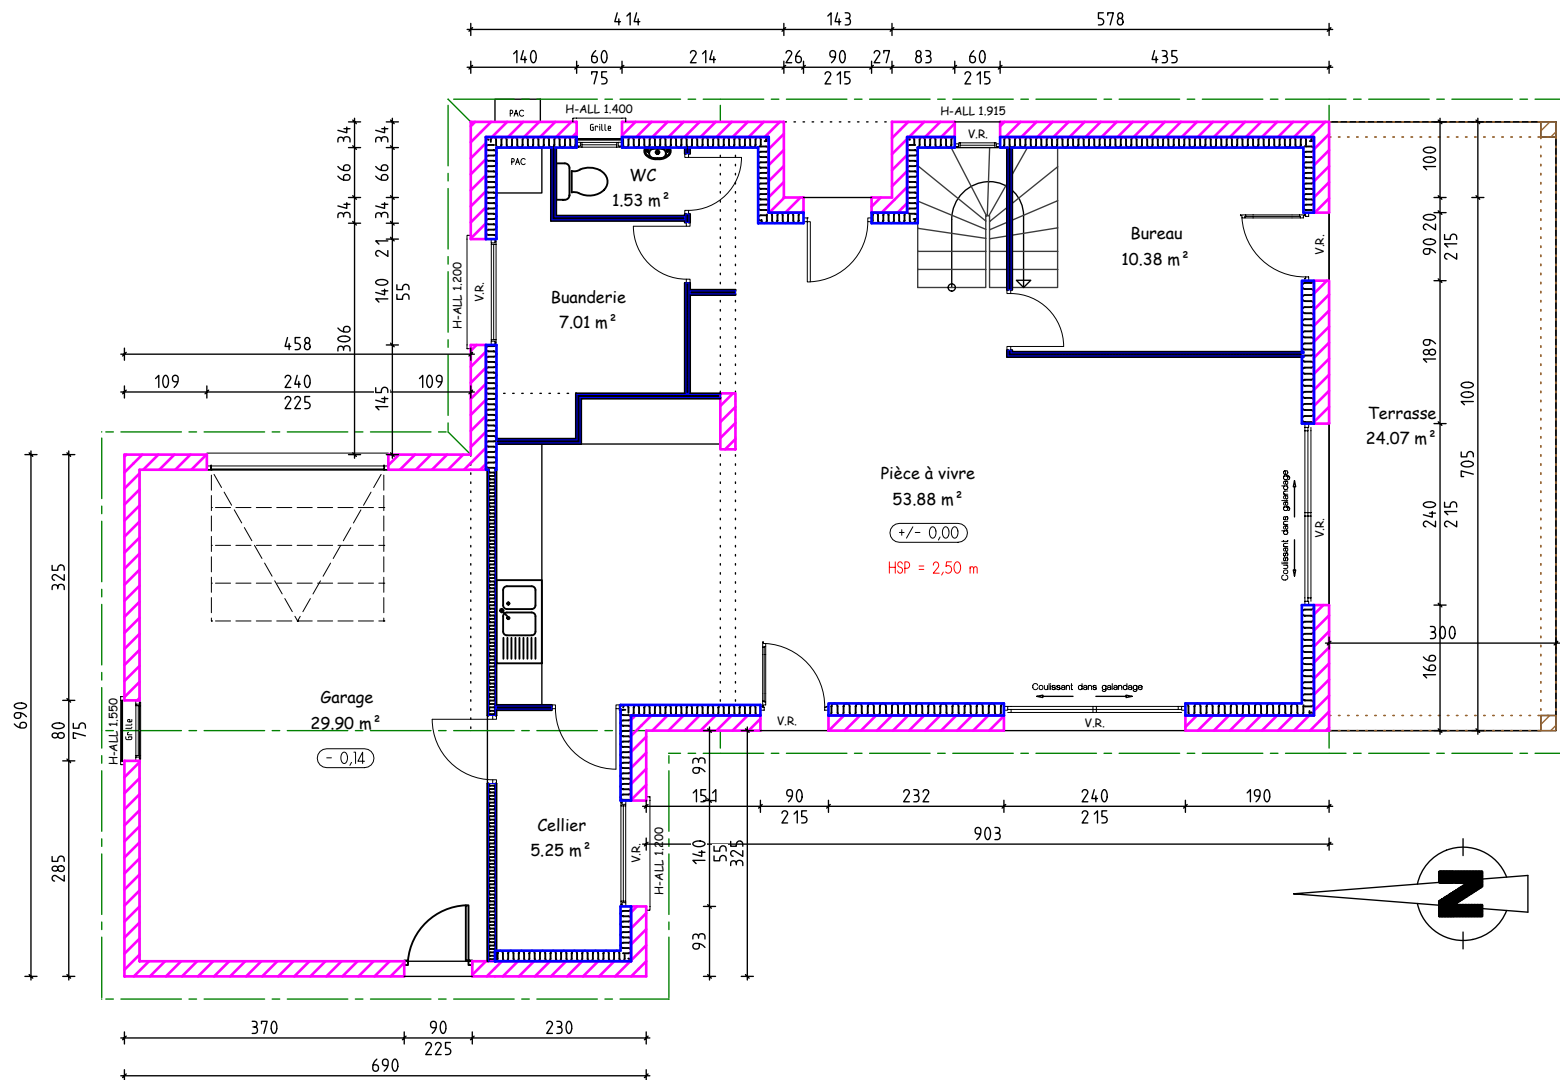 414
143
578
140
60
75
214
26
90
215
27
83
60
215
435
PAC
H-ALL 1.400
Grille
H-ALL 1.915
V.R.
34
66
34
306
34
66
34
21
140
55
145
PAC
WC
1.53 m²
Bureau
10.38 m²
V.R.
100
20
90
215
189
240
215
166
100
705
300
Buanderie
7.01 m²
H-ALL 1.200
V.R.
458
109
240
225
109
Terrasse
24.07 m²
Pièce à vivre
53.88 m²
+/- 0,00
HSP = 2,50 m
Coulissant dans galandage
V.R.
690
325
80
75
285
H-ALL 1.550
Grille
Garage
29.90 m²
- 0,14
Coulissant dans galandage
V.R.
V.R.
93
140
55
93
325
151
90
215
232
240
215
190
903
Cellier
5.25 m²
V.R.
H-ALL 1.200
N
370
90
225
230
690